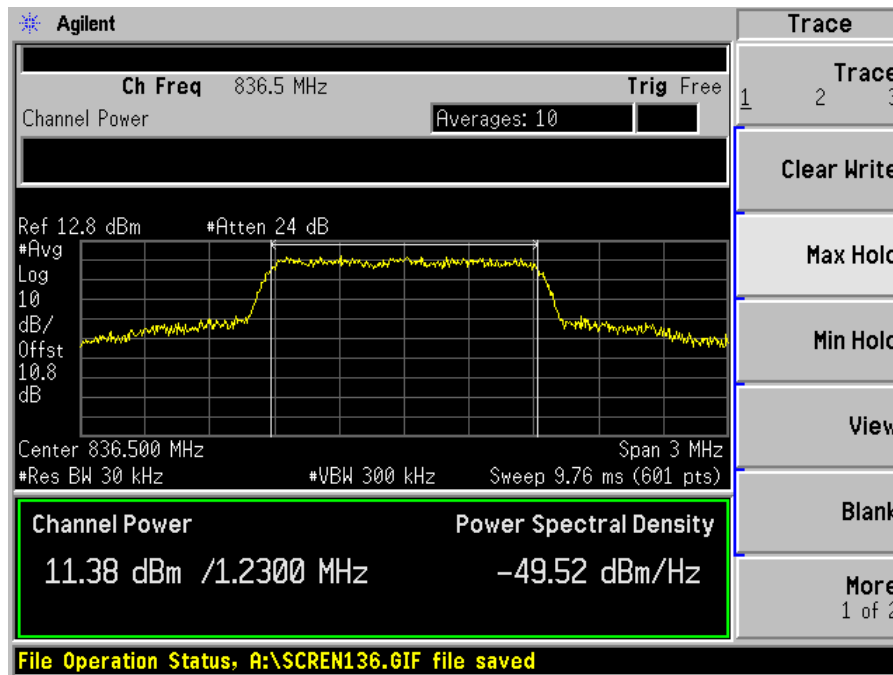 Agilent
Trace
Ch Freq 836.5 MHz Trig Free
Channel Power Averages: 10
Trace
1 2 3
Clear Write
Max Hold
Min Hold
View
Blank
More
1 of 2
Ref 12.8 dBm #Atten 24 dB
#Avg
Log
10
dB/
Offst
10.8
dB
Center 836.500 MHz Span 3 MHz
#Res BW 30 kHz #VBW 300 kHz Sweep 9.76 ms (601 pts)
Channel Power Power Spectral Density
11.38 dBm /1.2300 MHz -49.52 dBm/Hz
File Operation Status, A:\SCREN136.GIF file saved